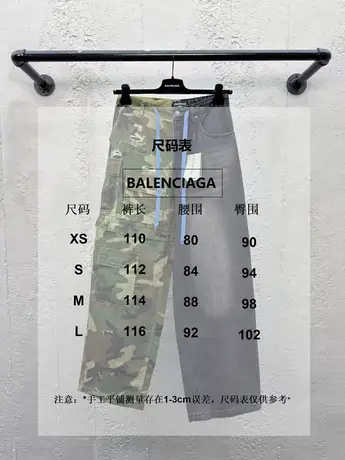 BALENCIAGA
尺码表
BALENCIAGA
尺码 裤长 腰围 臀围
XS 110 80 90
S 112 84 94
M 114 88 98
L 116 92 102
注意：*手工平铺测量存在1-3cm误差，尺码表仅供参考*